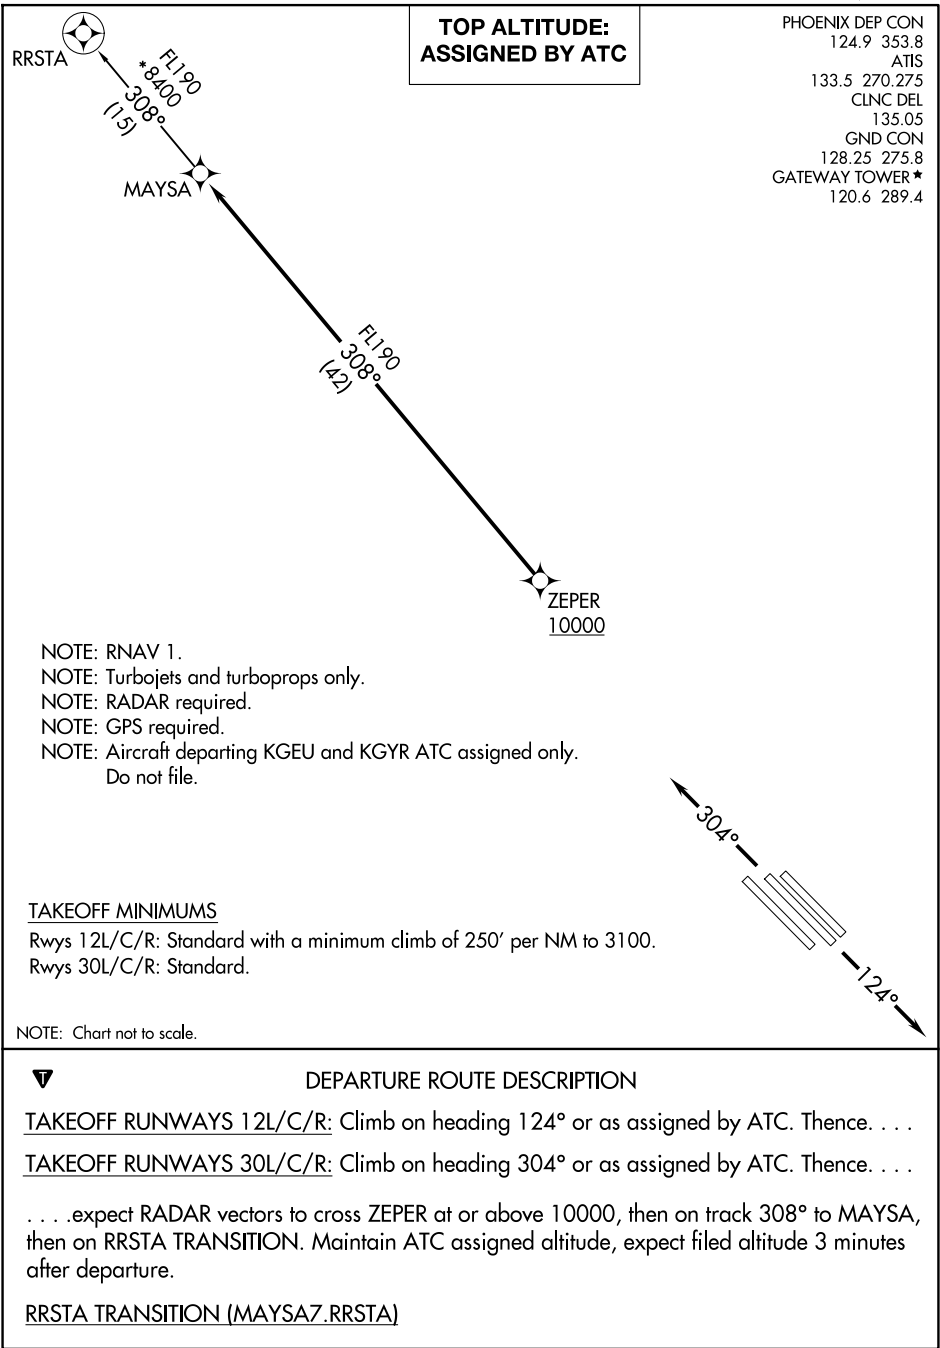 TOP ALTITUDE:
ASSIGNED BY ATC
PHOENIX DEP CON
124.9 353.8
ATIS
133.5 270.275
CLNC DEL
135.05
GND CON
128.25 275.8
GATEWAY TOWER★
120.6 289.4
RRSTA
FL190
*8400
308°
(15)
MAYSA
FL190
308°
(42)
ZEPER
10000
NOTE: RNAV 1.
NOTE: Turbojets and turboprops only.
NOTE: RADAR required.
NOTE: GPS required.
NOTE: Aircraft departing KGEU and KGYR ATC assigned only.
Do not file.
304°
124°
TAKEOFF MINIMUMS
Rwys 12L/C/R: Standard with a minimum climb of 250' per NM to 3100.
Rwys 30L/C/R: Standard.
NOTE: Chart not to scale.
T
DEPARTURE ROUTE DESCRIPTION
TAKEOFF RUNWAYS 12L/C/R: Climb on heading 124° or as assigned by ATC. Thence. . . .
TAKEOFF RUNWAYS 30L/C/R: Climb on heading 304° or as assigned by ATC. Thence. . . .
. . . .expect RADAR vectors to cross ZEPER at or above 10000, then on track 308° to MAYSA,
then on RRSTA TRANSITION. Maintain ATC assigned altitude, expect filed altitude 3 minutes
after departure.
RRSTA TRANSITION (MAYSA7.RRSTA)